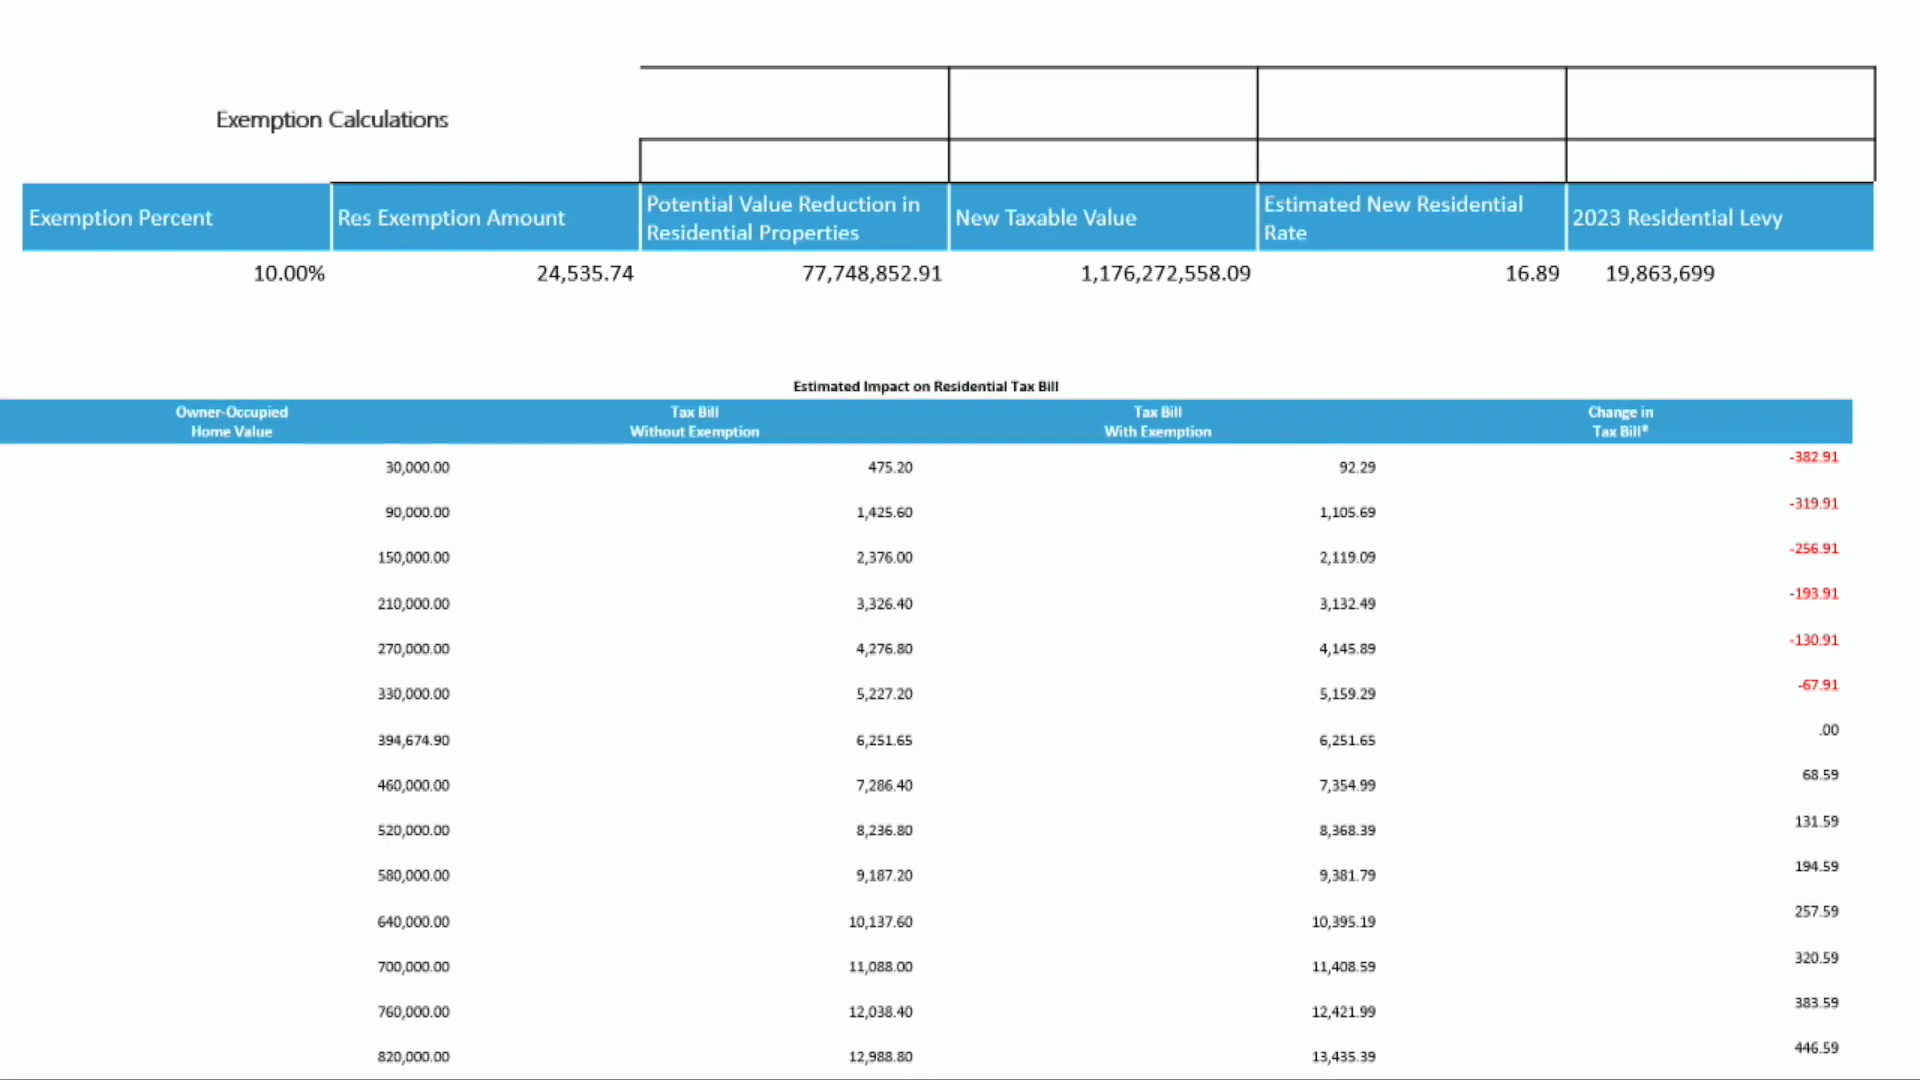 Exemption Calculations
Exemption Percent Res Exemption Amount Potential Value Reduction in Residential Properties New Taxable Value Estimated New Residential Rate 2023 Residential Levy
10.00% 24,535.74 77,748,852.91 1,176,272,558.09 16.89 19,863,699
Estimated Impact on Residential Tax Bill
Owner-Occupied Home Value Tax Bill Without Exemption Tax Bill With Exemption Change in Tax Bill*
30,000.00 475.20 92.29 -382.91
90,000.00 1,425.60 1,105.69 -319.91
150,000.00 2,376.00 2,119.09 -256.91
210,000.00 3,326.40 3,132.49 -193.91
270,000.00 4,276.80 4,145.89 -130.91
330,000.00 5,227.20 5,159.29 -67.91
394,674.90 6,251.65 6,251.65 .00
460,000.00 7,286.40 7,354.99 68.59
520,000.00 8,236.80 8,368.39 131.59
580,000.00 9,187.20 9,381.79 194.59
640,000.00 10,137.60 10,395.19 257.59
700,000.00 11,088.00 11,408.59 320.59
760,000.00 12,038.40 12,421.99 383.59
820,000.00 12,988.80 13,435.39 446.59